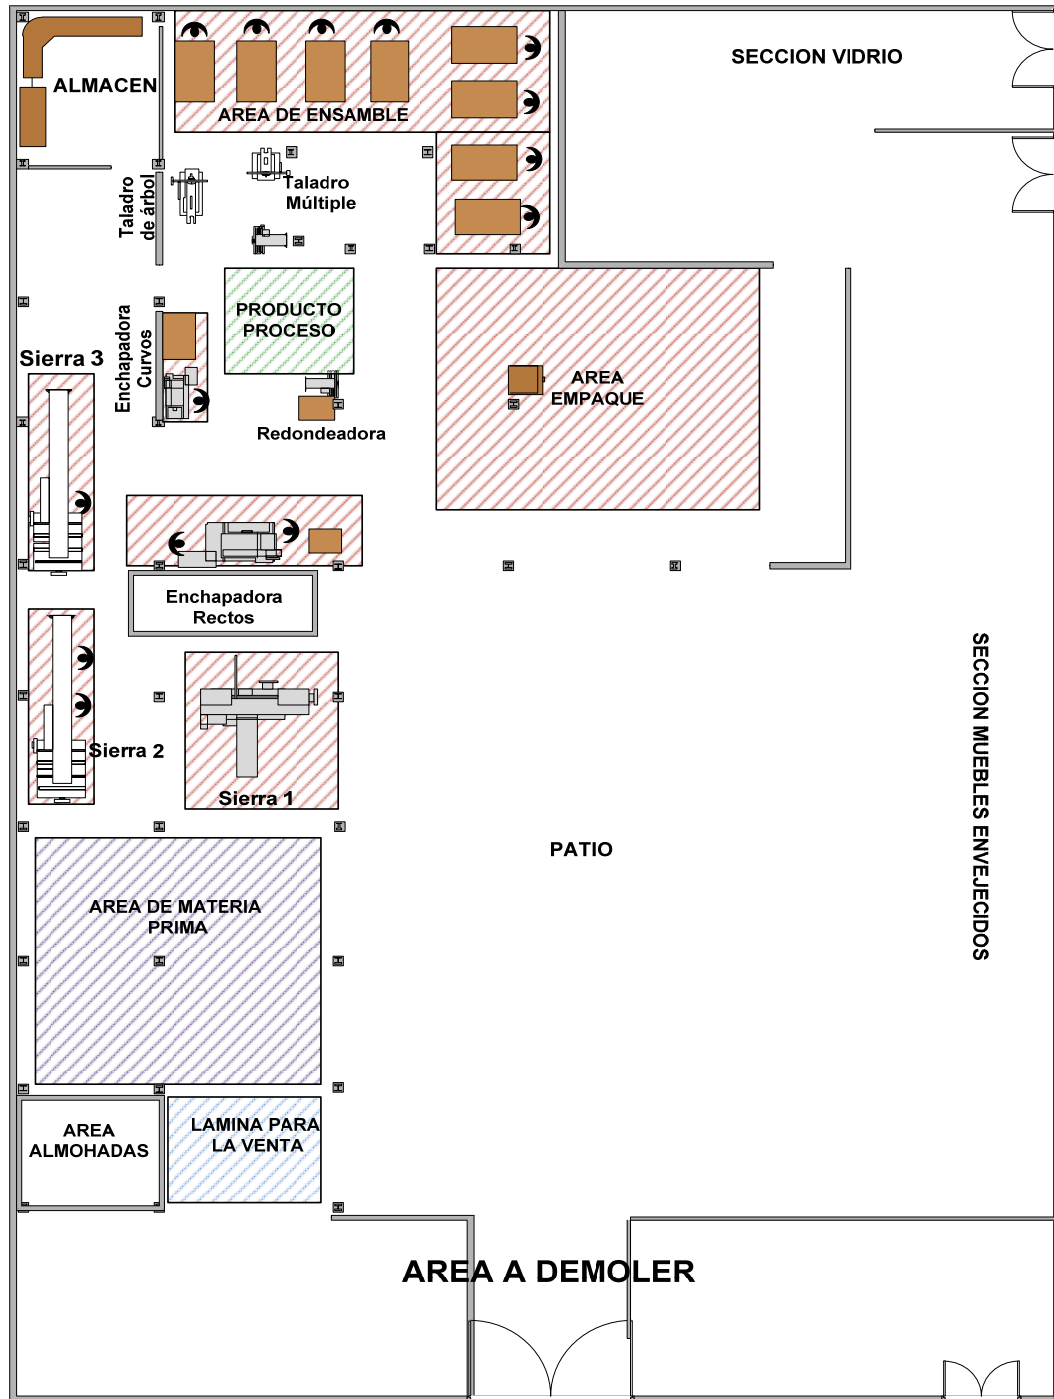 SECCION VIDRIO
ALMACEN
AREA DE ENSAMBLE
Taladro
de árbol
Taladro
Múltiple
PRODUCTO
PROCESO
Enchapadora
Curvos
Sierra 3
AREA
EMPAQUE
Redondeadora
Enchapadora
Rectos
SECCION MUEBLES ENVEJECIDOS
Sierra 2
Sierra 1
PATIO
AREA DE MATERIA
PRIMA
AREA
ALMOHADAS
LAMINA PARA
LA VENTA
AREA A DEMOLER